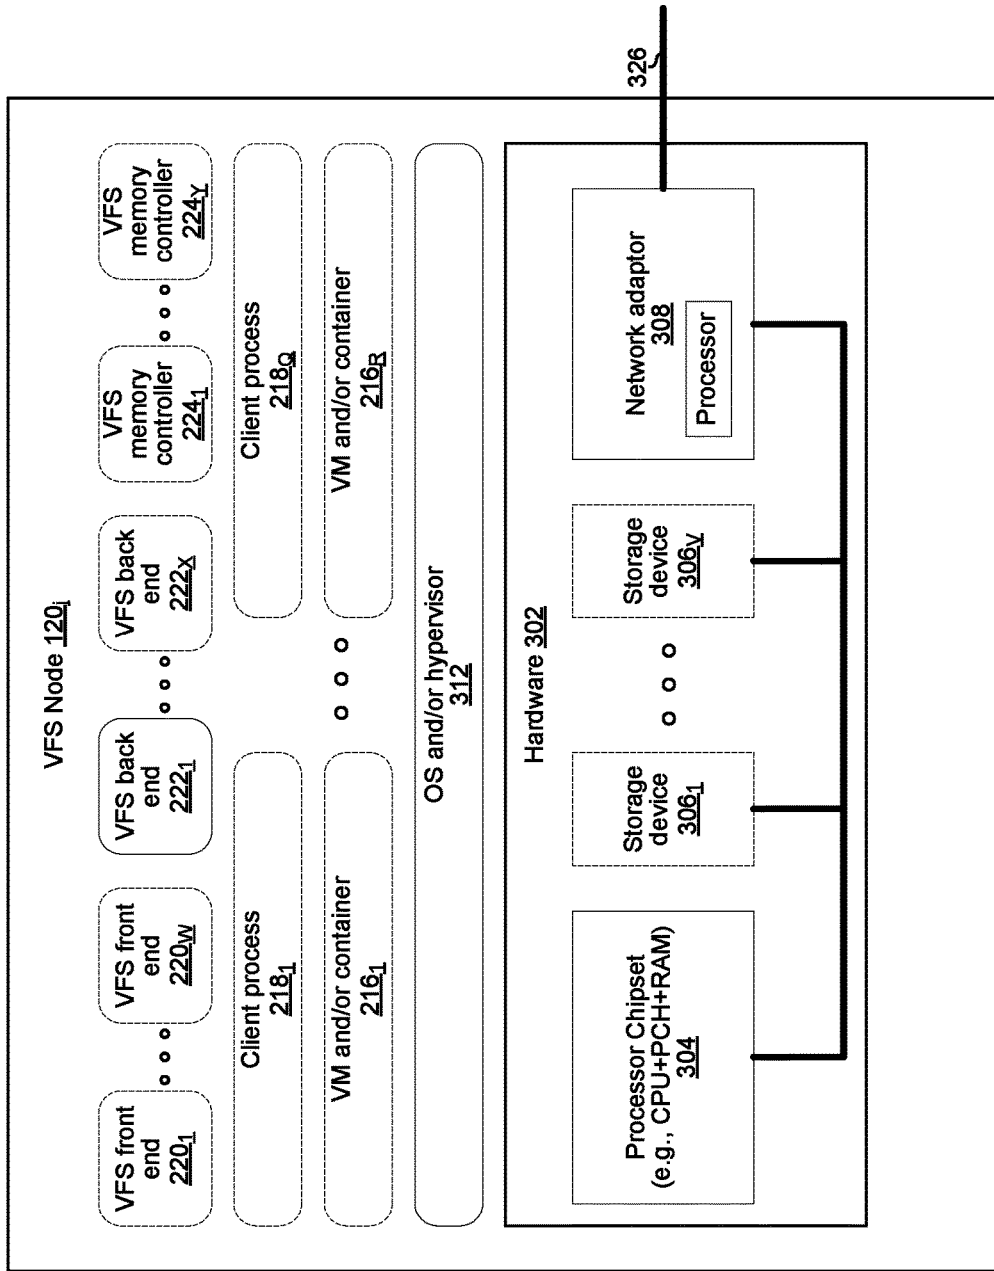 VFS Node 120i
VFS front
end
2201
VFS front
end
220W
VFS back
end
2221
VFS back
end
222X
VFS
memory
controller
2241
VFS
memory
controller
224Y
Client process
2181
Client process
218Q
VM and/or container
2161
VM and/or container
216R
OS and/or hypervisor
312
Hardware 302
Processor Chipset
(e.g., CPU+PCH+RAM)
304
Storage
device
3061
Storage
device
306V
Network adaptor
308
Processor
326